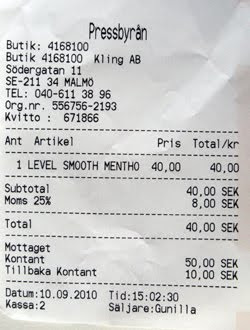 Pressbyrån
Butik: 4168100
Butik 4168100 Kling AB
Södergatan 11
SE-211 34 MALMÖ
TEL: 040-611 38 96
Org.nr. 556756-2193
Kvitto : 671866
Ant Artikel Pris Total/kr
1 LEVEL SMOOTH MENTHO 40,00 40,00
Subtotal 40,00 SEK
Moms 25% 8,00 SEK
Total 40,00 SEK
Mottaget
Kontant 50,00 SEK
Tillbaka Kontant 10,00 SEK
Datum:10.09.2010 Tid:15:02:30
Kassa:2 Säljare:Gunilla